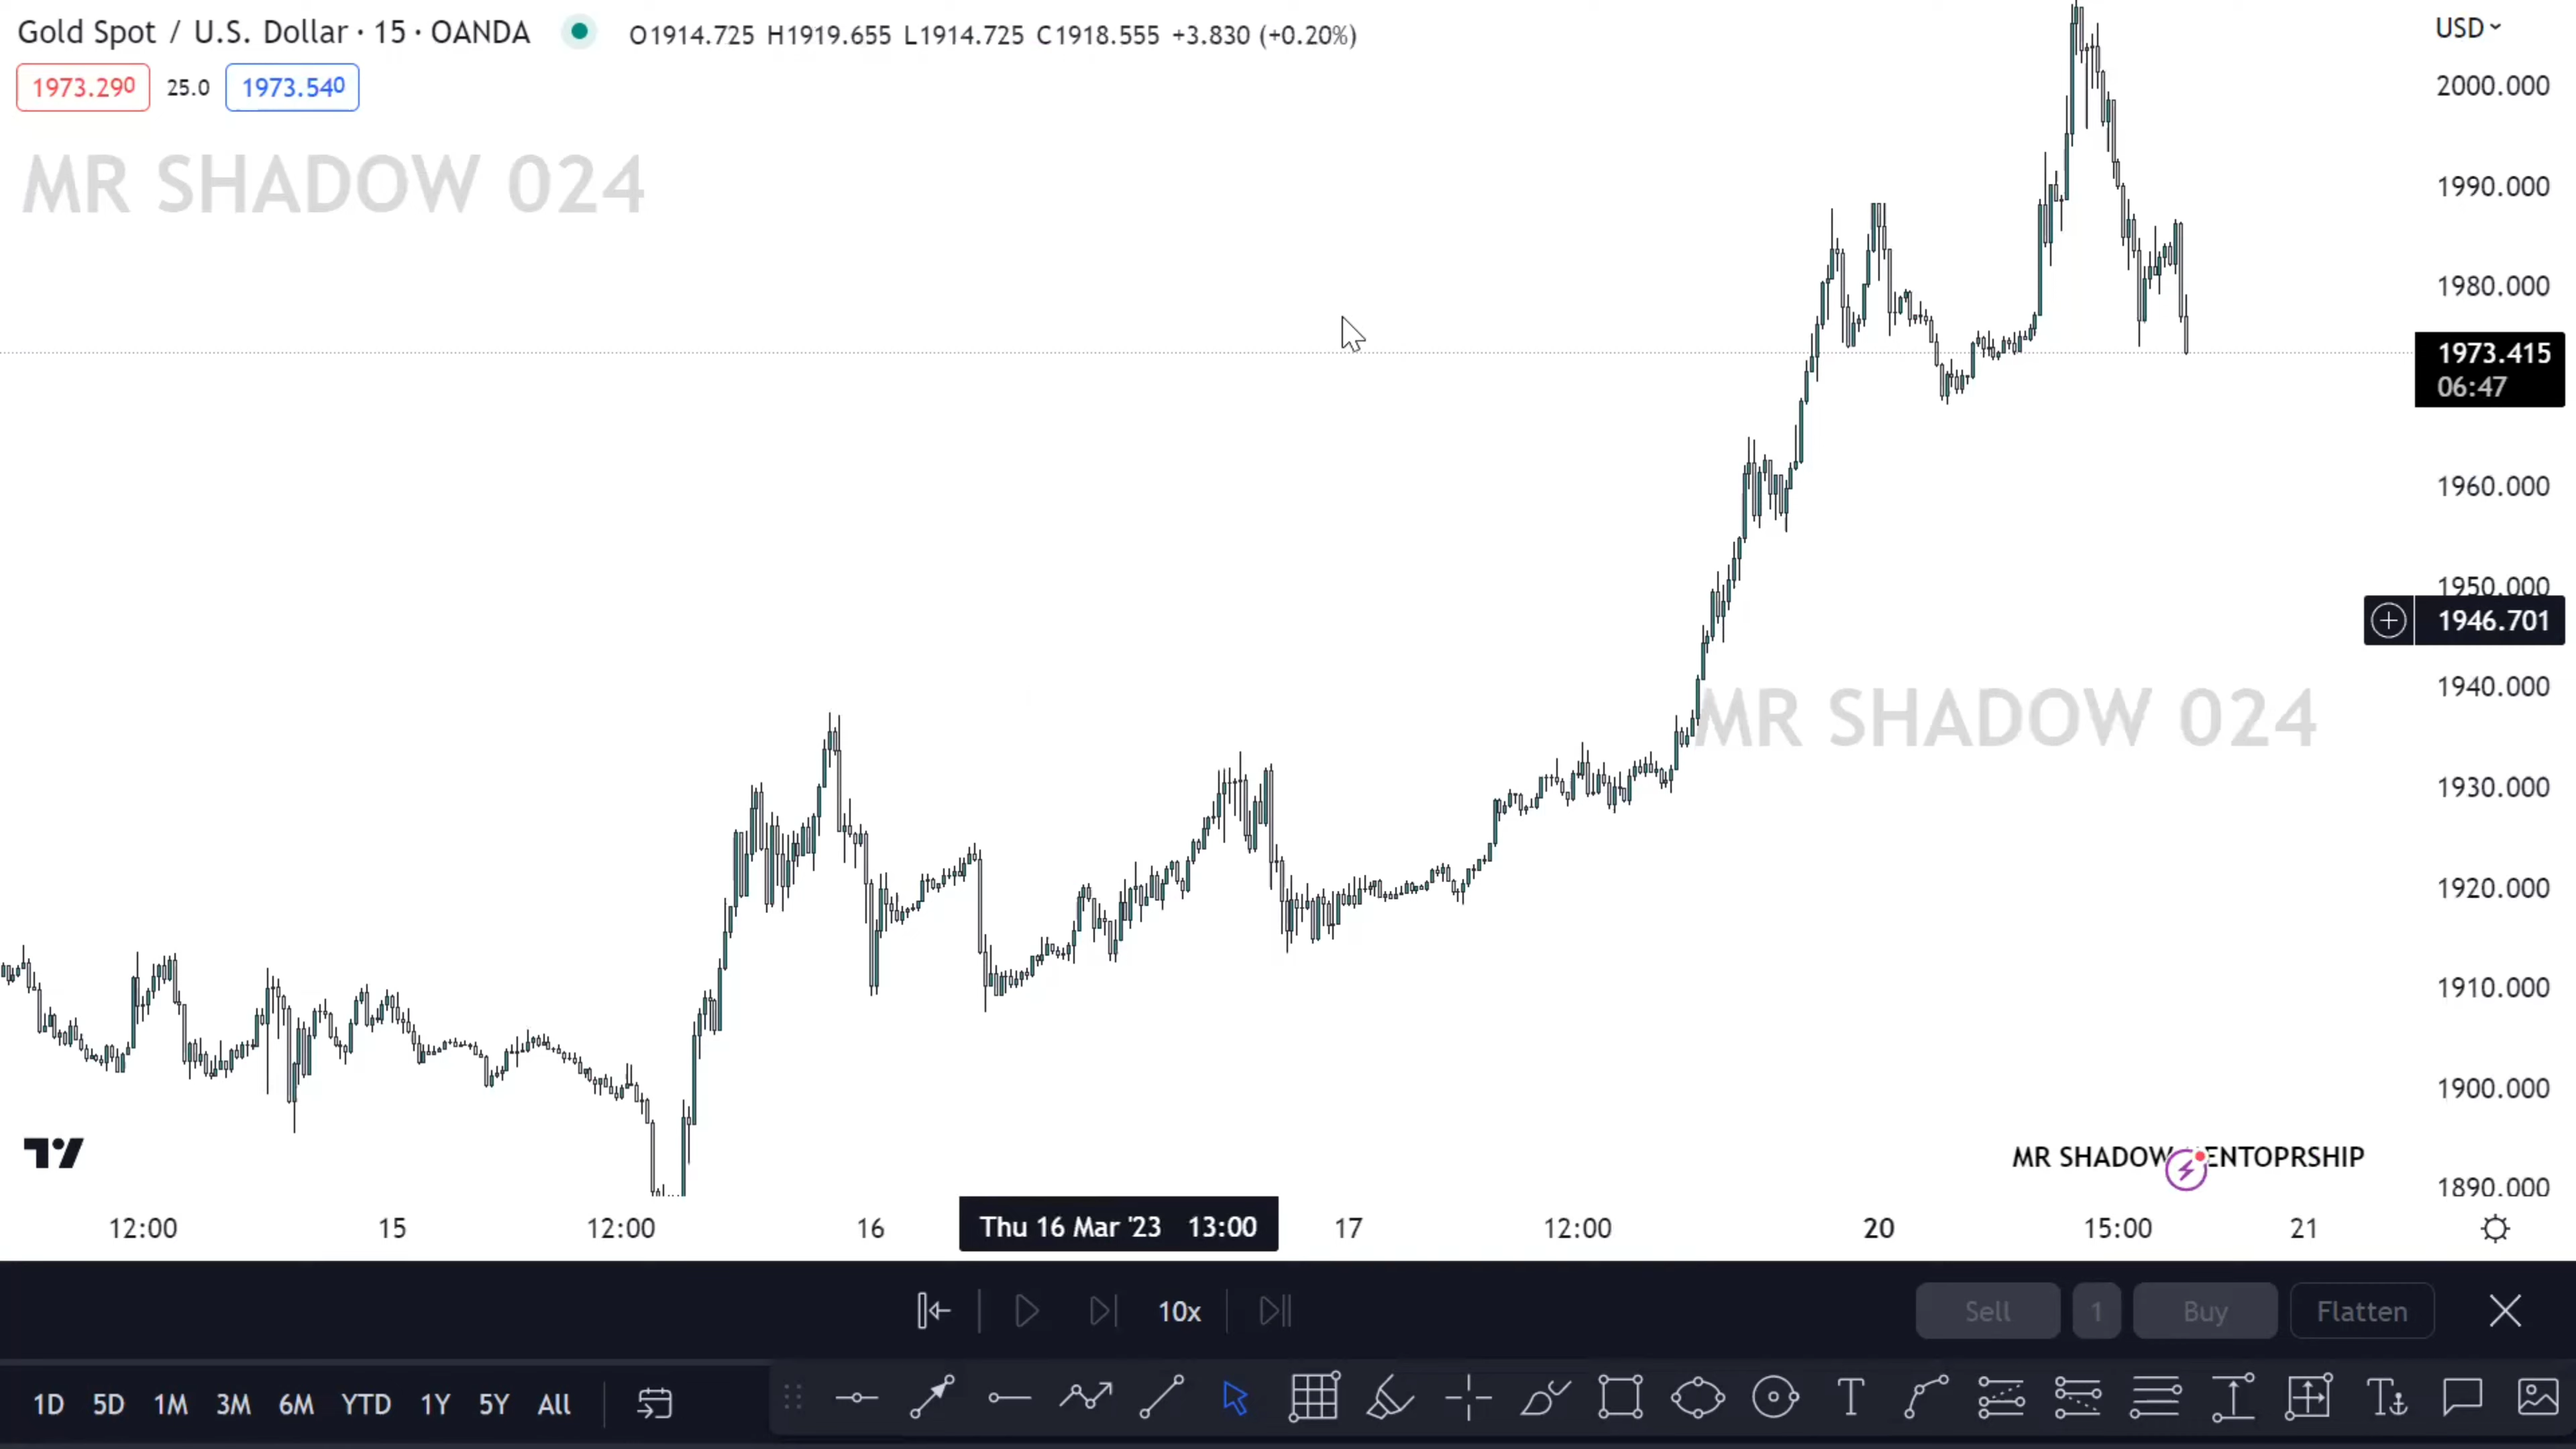 Gold Spot / U.S. Dollar · 15 · OANDA O1914.725 H1919.655 L1914.725 C1918.555 +3.830 (+0.20%)
USD
1973.290 25.0 1973.540
2000.000
MR SHADOW 024
1990.000
1980.000
1973.415
06:47
1960.000
1950.000
1946.701
1940.000
MR SHADOW 024
1930.000
1920.000
1910.000
1900.000
MR SHADOW ENTOPRSHIP
1890.000
12:00 15 12:00 16 Thu 16 Mar '23 13:00 17 12:00 20 15:00 21
10x Sell 1 Buy Flatten
1D 5D 1M 3M 6M YTD 1Y 5Y All